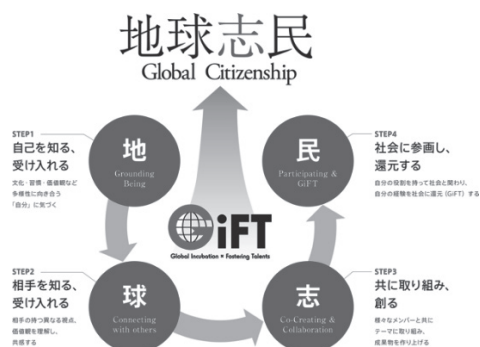 地球志民
Global Citizenship
STEP1
自己を知る、
受け入れる
文化・習慣・価値観など
多様性に向き合う
「自分」に気づく
地
Grounding
Being
民
Participating &
GiFT
STEP4
社会に参画し、
還元する
自分の役割を持って社会と関わり、
自分の経験を社会に還元（GiFT）する
GiFT
Global Incubation × Fostering Talents
STEP2
相手を知る、
受け入れる
相手の持つ異なる視点、
価値観を理解し、
共感する
球
Connecting
with others
志
Co-Creating &
Collaboration
STEP3
共に取り組み、
創る
様々なメンバーと共に
テーマに取り組み、
成果物を作り上げる